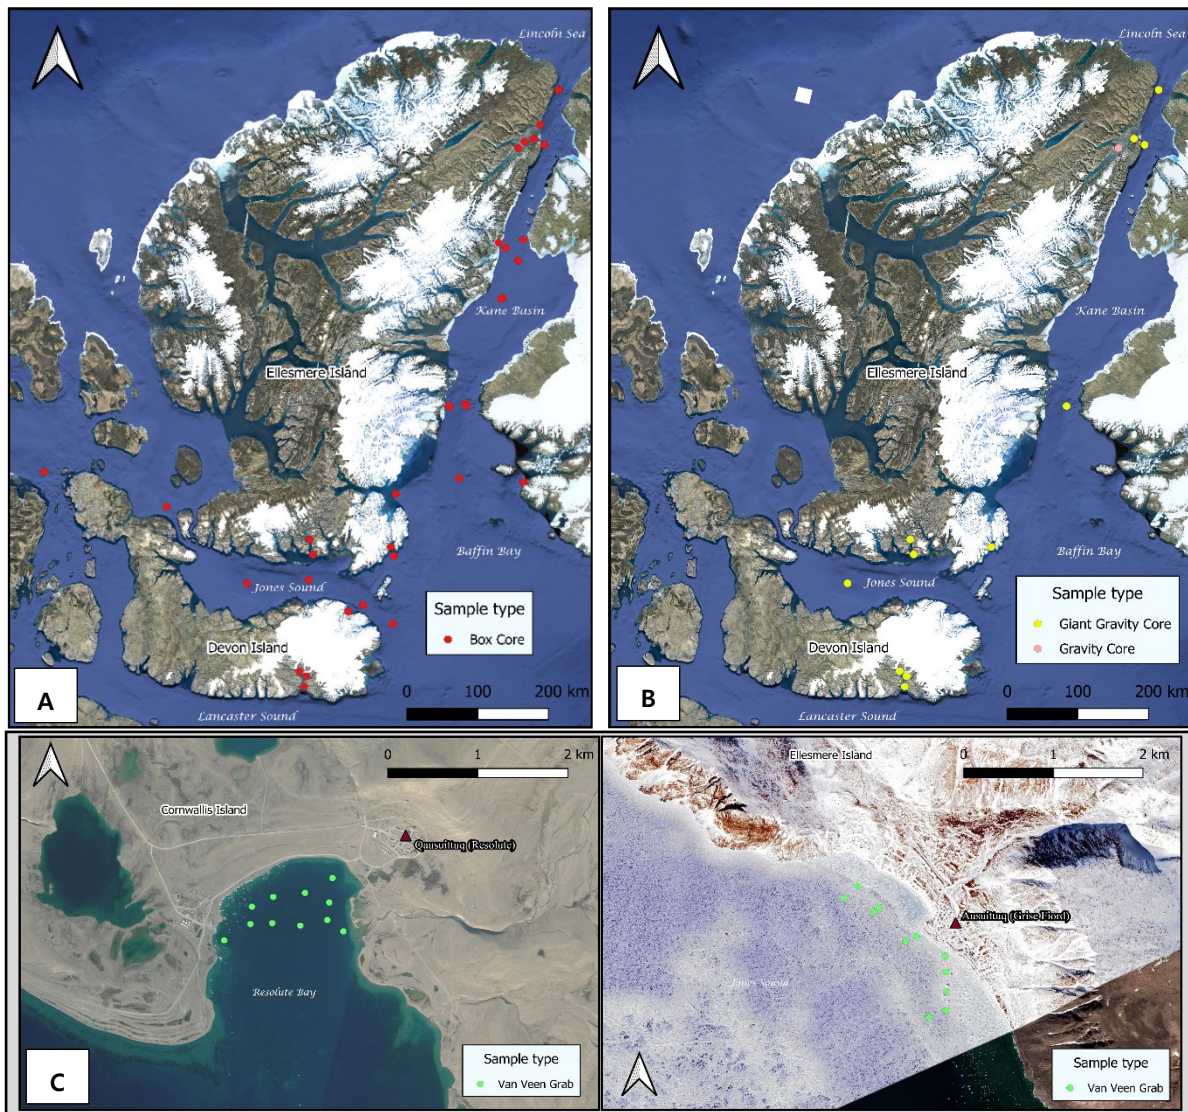 Lincoln Sea
Kane Basin
Ellesmere Island
Baffin Bay
Jones Sound
Sample type
Box Core
Devon Island
0 100 200 km
Lancaster Sound
A
Lincoln Sea
Kane Basin
Ellesmere Island
Baffin Bay
Jones Sound
Sample type
Giant Gravity Core
Gravity Core
Devon Island
0 100 200 km
Lancaster Sound
B
0 1 2 km
Cornwallis Island
Qausuittuq (Resolute)
Resolute Bay
Sample type
Van Veen Grab
C
Ellesmere Island
0 1 2 km
Ausuittuq (Grise Fiord)
Jones Sound
Sample type
Van Veen Grab